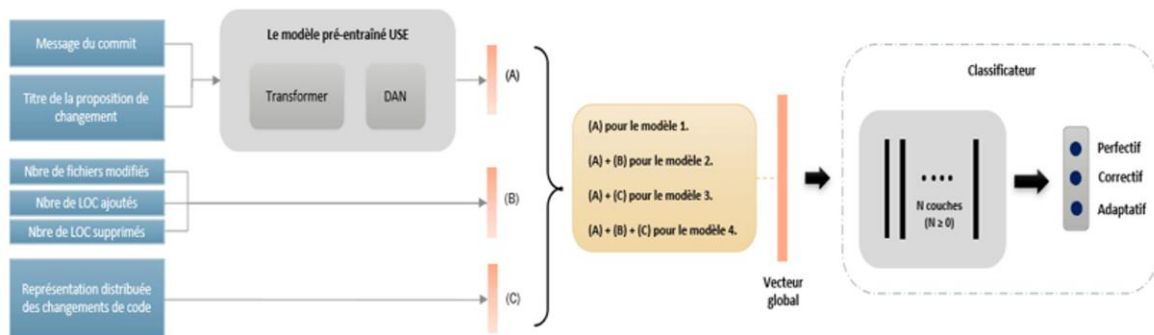 Message du commit
Titre de la proposition de
changement
Le modèle pré-entraîné USE
Transformer
DAN
(A)
Nbre de fichiers modifiés
Nbre de LOC ajoutés
Nbre de LOC supprimés
(B)
Représentation distribuée
des changements de code
(C)
(A) pour le modèle 1.
(A) + (B) pour le modèle 2.
(A) + (C) pour le modèle 3.
(A) + (B) + (C) pour le modèle 4.
Vecteur
global
Classificateur
N couches
(N ≥ 0)
Perfectif
Correctif
Adaptatif